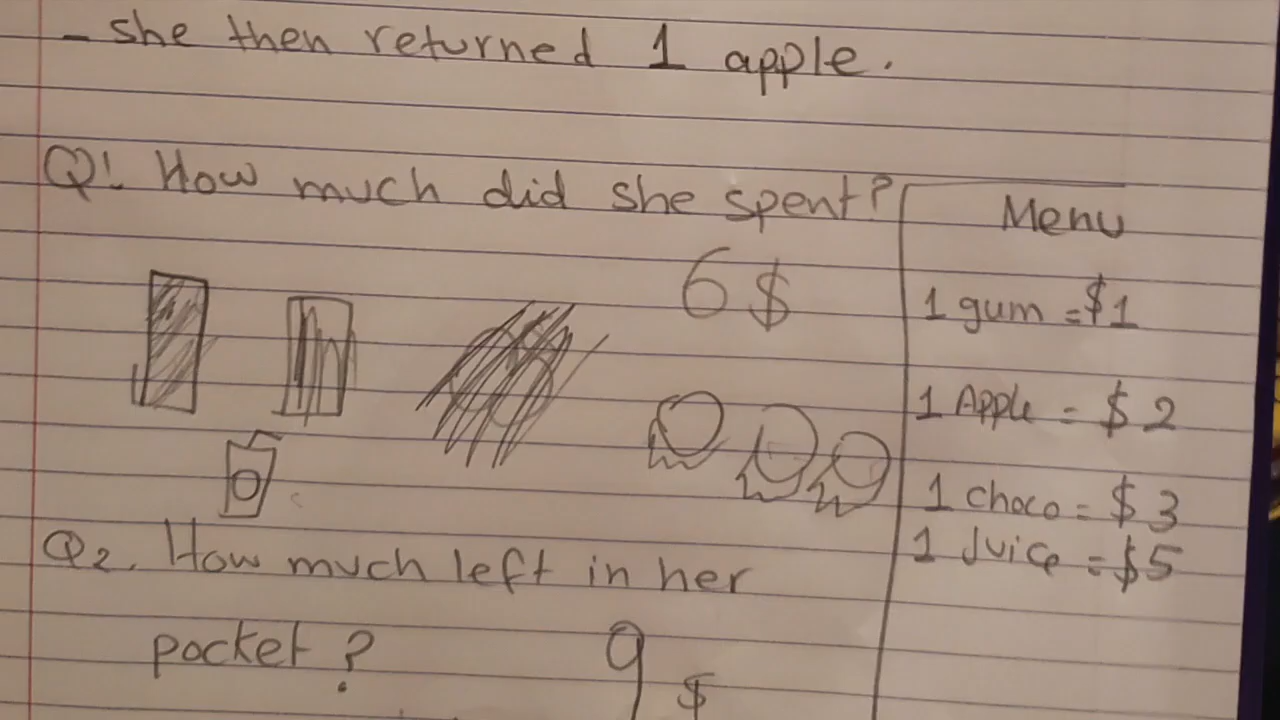 - she then returned 1 apple.
Q1. How much did she spent?
6 $
Menu
1 gum = $1
1 Apple = $2
1 choco = $3
1 Juice = $5
Q2. How much left in her
pocket ?
9 $